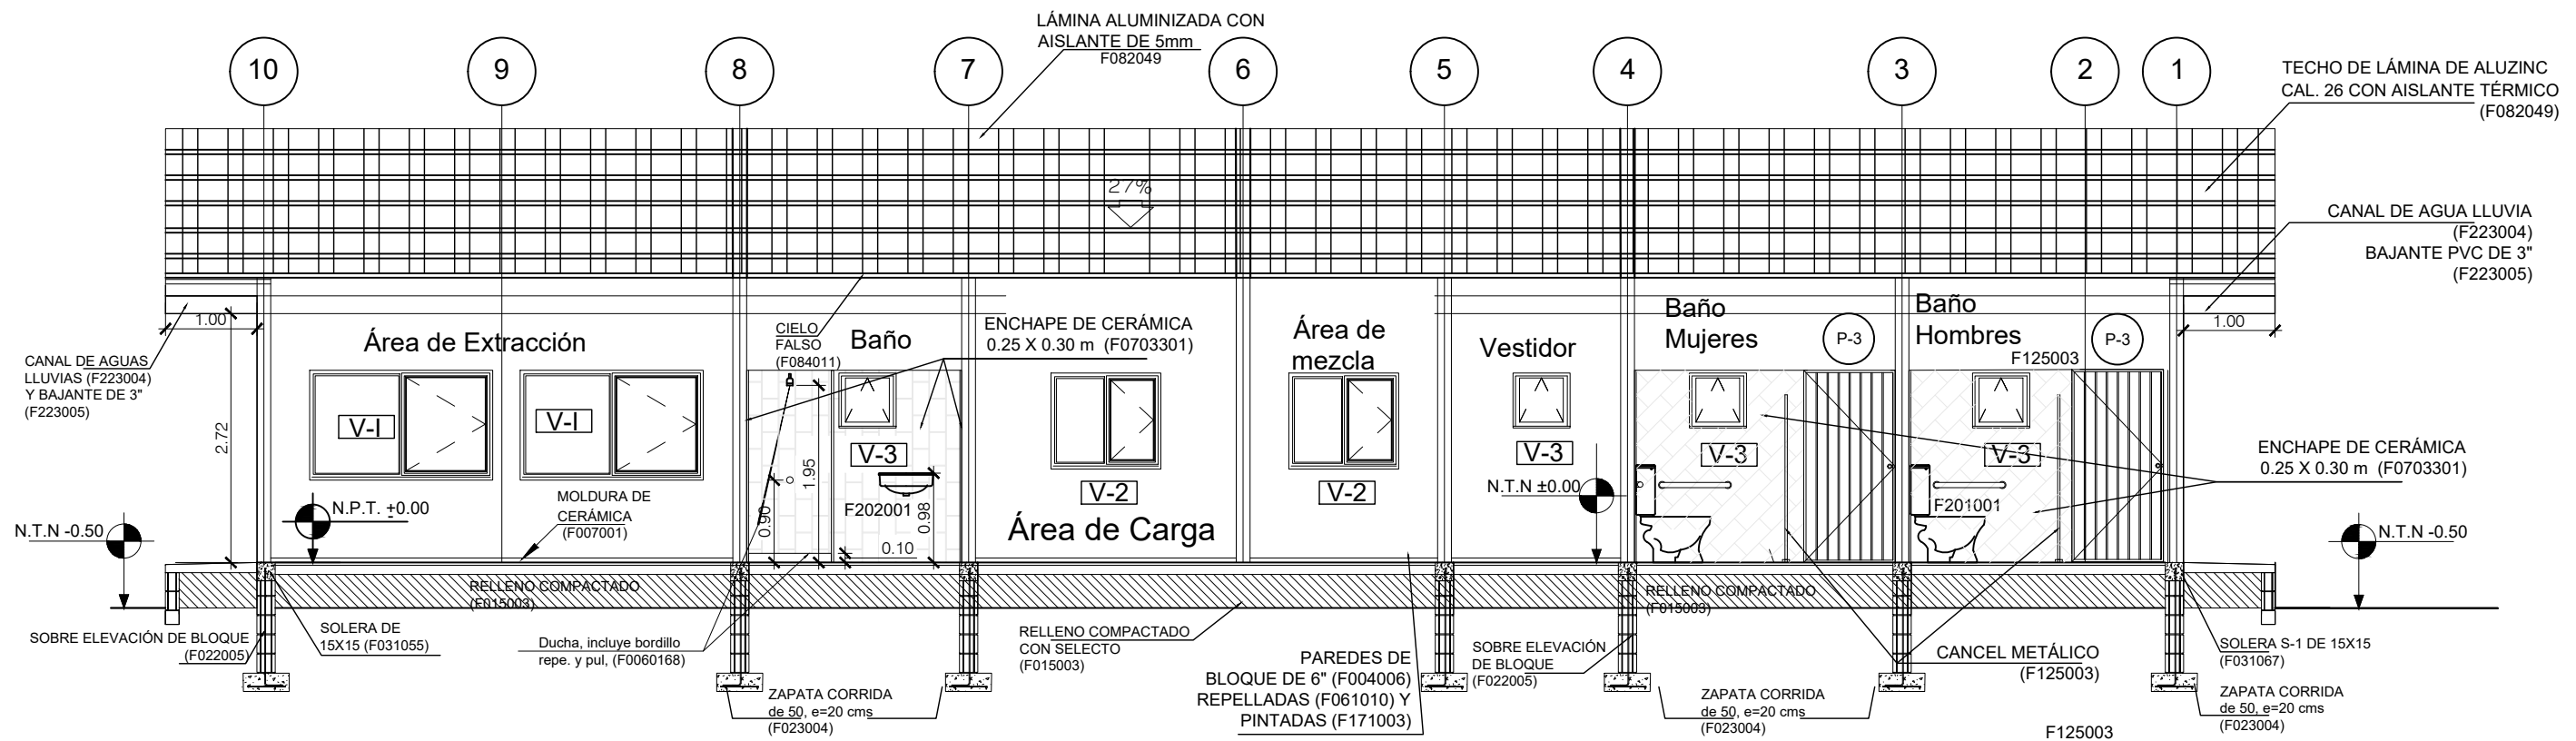 LÁMINA ALUMINIZADA CON
AISLANTE DE 5mm
F082049
10
9
8
7
6
5
4
3
2
1
TECHO DE LÁMINA DE ALUZINC
CAL. 26 CON AISLANTE TÉRMICO
(F082049)
27%
CANAL DE AGUA LLUVIA
(F223004)
BAJANTE PVC DE 3"
(F223005)
1.00
1.00
CANAL DE AGUAS
LLUVIAS (F223004)
Y BAJANTE DE 3"
(F223005)
2.72
Área de Extracción
V-I
V-I
CIELO
FALSO
(F084011)
Baño
ENCHAPE DE CERÁMICA
0.25 X 0.30 m (F0703301)
Área de
mezcla
Vestidor
Baño
Mujeres
P-3
Baño
Hombres
F125003
P-3
V-3
V-2
V-2
V-3
V-3
V-3
ENCHAPE DE CERÁMICA
0.25 X 0.30 m (F0703301)
1.95
0.90
F202001
0.98
0.10
Área de Carga
N.T.N ±0.00
F201001
N.P.T. ±0.00
MOLDURA DE
CERÁMICA
(F007001)
N.T.N -0.50
N.T.N -0.50
RELLENO COMPACTADO
(F015003)
RELLENO COMPACTADO
(F015003)
SOBRE ELEVACIÓN DE BLOQUE
(F022005)
SOLERA DE
15X15 (F031055)
Ducha, incluye bordillo
repe. y pul, (F0060168)
RELLENO COMPACTADO
CON SELECTO
(F015003)
PAREDES DE
BLOQUE DE 6" (F004006)
REPELLADAS (F061010) Y
PINTADAS (F171003)
SOBRE ELEVACIÓN
DE BLOQUE
(F022005)
CANCEL METÁLICO
(F125003)
SOLERA S-1 DE 15X15
(F031067)
ZAPATA CORRIDA
de 50, e=20 cms
(F023004)
ZAPATA CORRIDA
de 50, e=20 cms
(F023004)
ZAPATA CORRIDA
de 50, e=20 cms
(F023004)
F125003